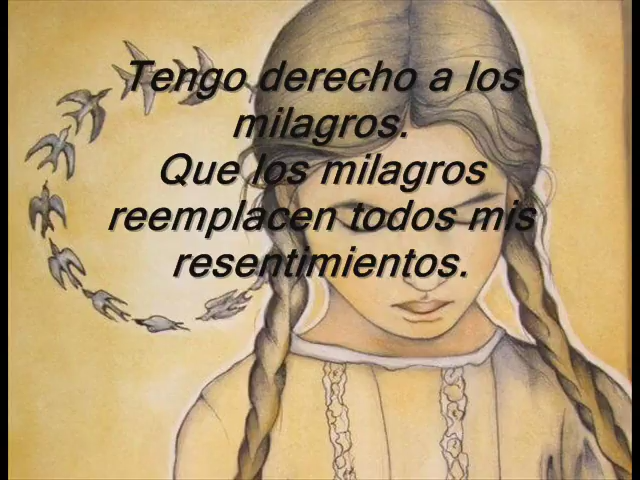 Tengo derecho a los
milagros.
Que los milagros
reemplacen todos mis
resentimientos.